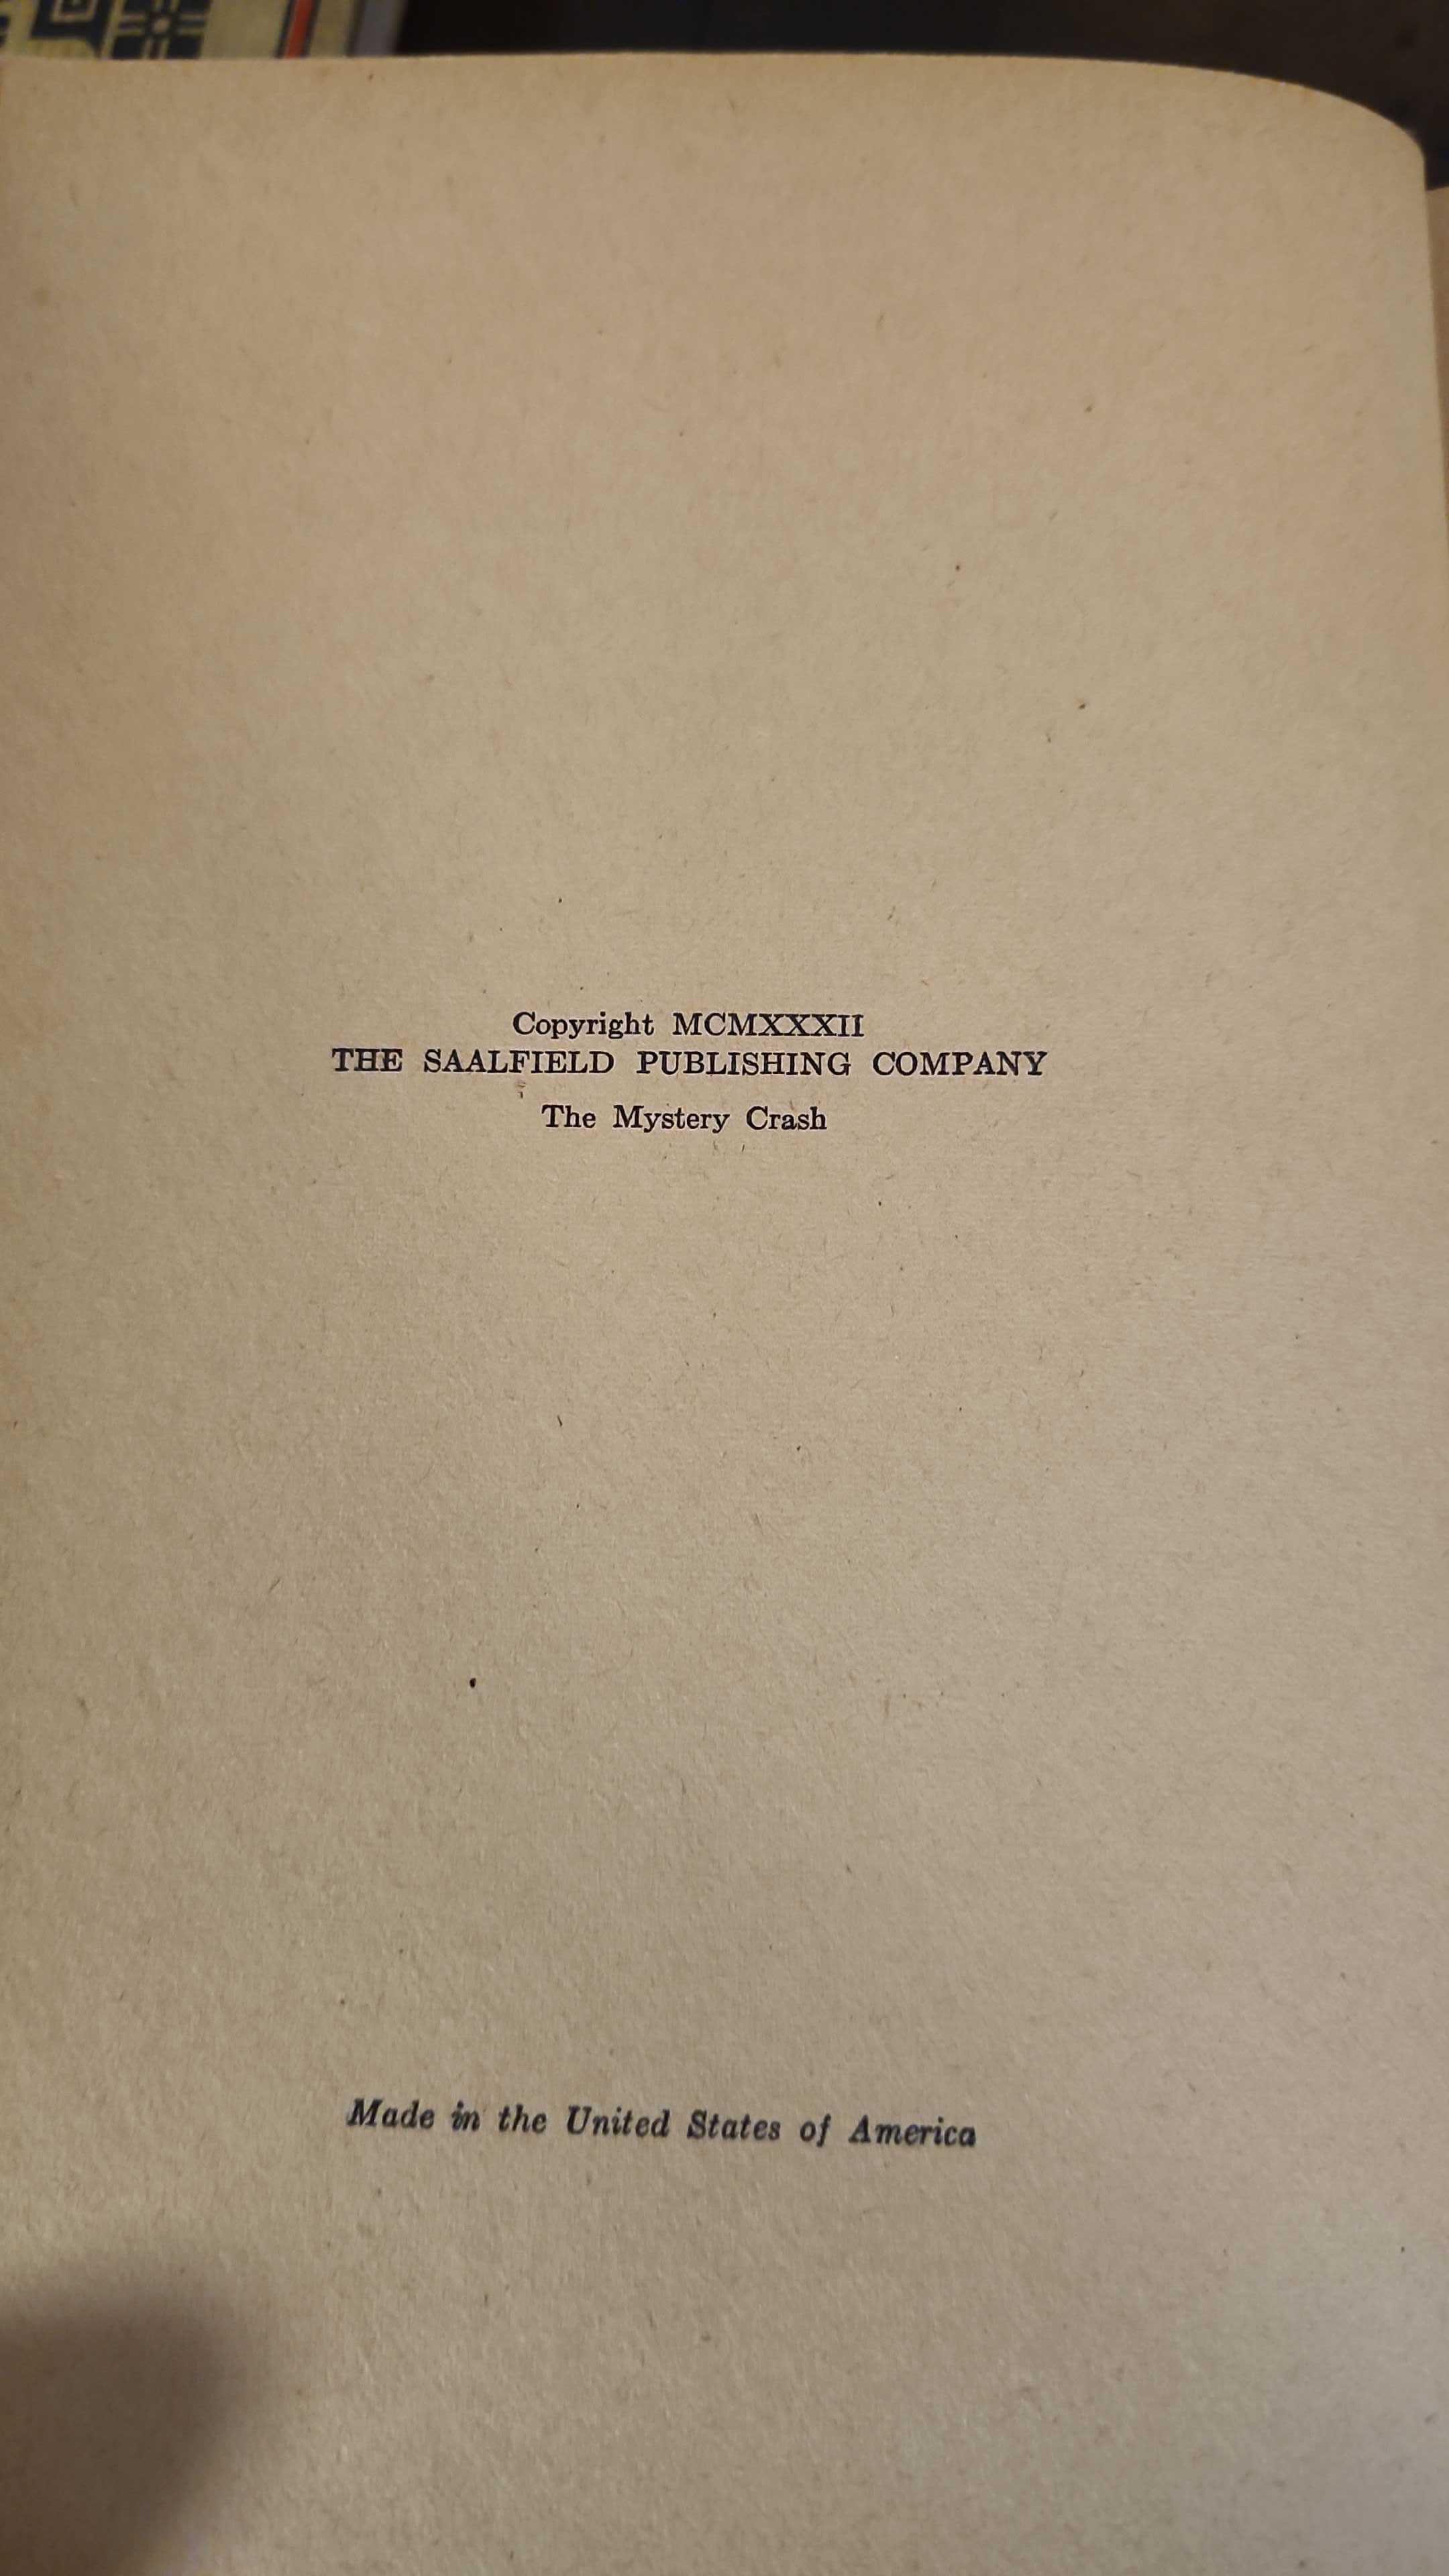 Copyright MCMXXXII
THE SAALFIELD PUBLISHING COMPANY
The Mystery Crash
Made in the United States of America